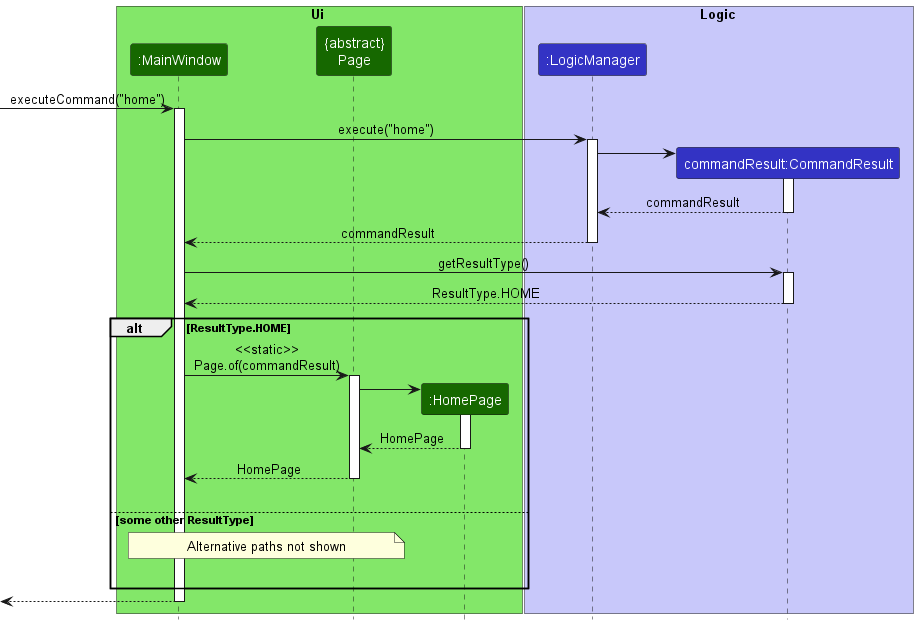 Ui
Logic
:MainWindow
{abstract}
Page
:LogicManager
executeCommand("home")
execute("home")
commandResult:CommandResult
commandResult
commandResult
getResultType()
ResultType.HOME
alt
[ResultType.HOME]
<<static>>
Page.of(commandResult)
:HomePage
HomePage
HomePage
[some other ResultType]
Alternative paths not shown